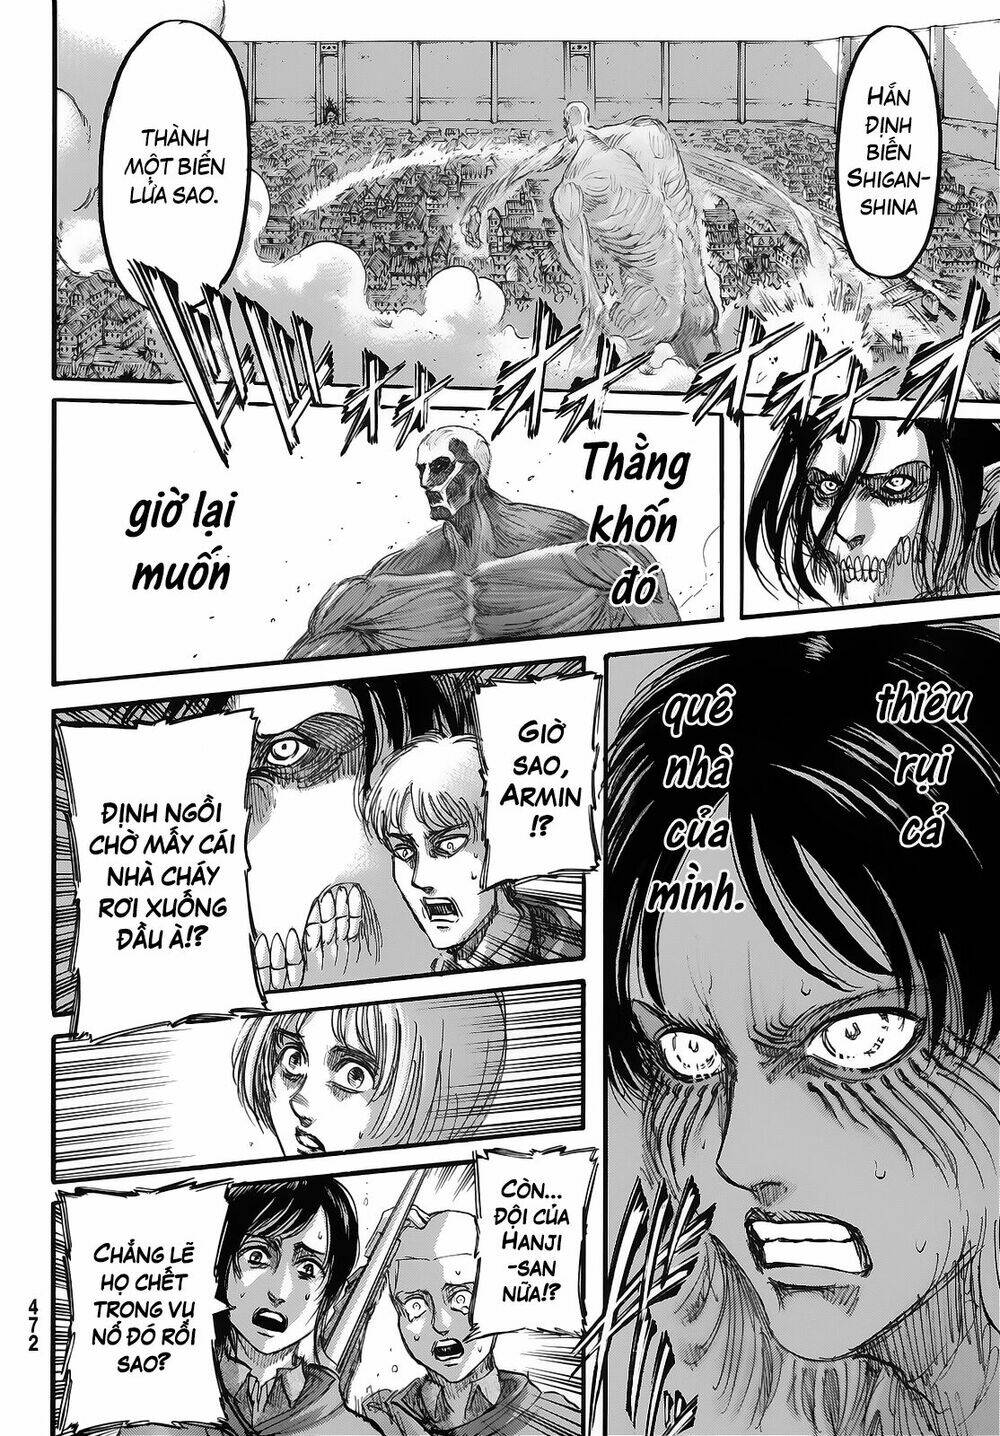 HẮN
ĐỊNH
BIẾN
SHIGAN-
SHINA
THÀNH
MỘT BIỂN
LỬA SAO.
Thằng
khốn
đó
giờ lại
muốn
thiêu
rụi
cả
quê
nhà
của
mình.
GIỜ
SAO,
ARMIN
!?
ĐỊNH NGỒI
CHỜ MẤY CÁI
NHÀ CHÁY
RƠI XUỐNG
ĐẦU À!?
CÒN...
ĐỘI CỦA
HANJI
-SAN
NỮA!?
CHẲNG LẼ
HỌ CHẾT
TRONG VỤ
NỔ ĐÓ RỒI
SAO?
472